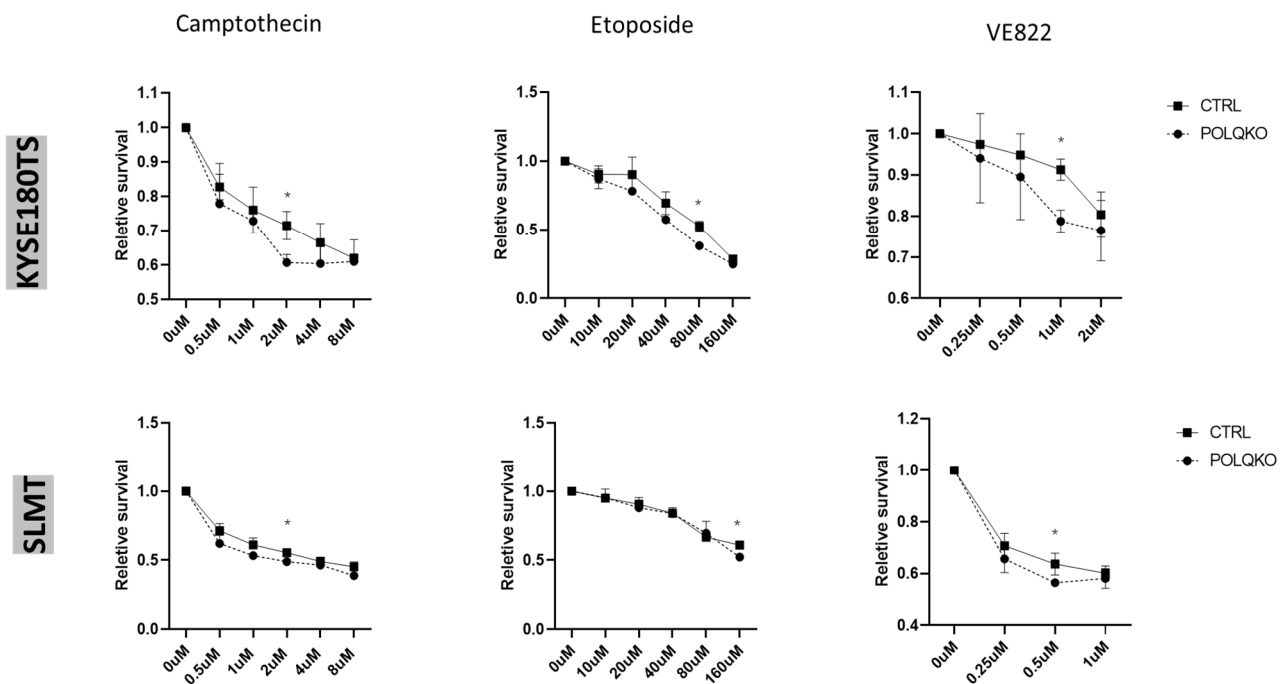 Camptothecin
Etoposide
VE822
KYSE180TS
Reletive survival
1.1
1.0
0.9
0.8
0.7
0.6
0.5
0uM
0.5uM
1uM
2uM
4uM
8uM
*
Reletive survival
1.5
1.0
0.5
0.0
0uM
10uM
20uM
40uM
80uM
160uM
*
Reletive survival
1.1
1.0
0.9
0.8
0.7
0.6
0uM
0.25uM
0.5uM
1uM
2uM
*
CTRL
POLQKO
SLMT
Reletive survival
1.5
1.0
0.5
0.0
0uM
0.5uM
1uM
2uM
4uM
8uM
*
Reletive survival
1.5
1.0
0.5
0.0
0uM
10uM
20uM
40uM
80uM
160uM
*
Reletive survival
1.2
1.0
0.8
0.6
0.4
0uM
0.25uM
0.5uM
1uM
*
CTRL
POLQKO